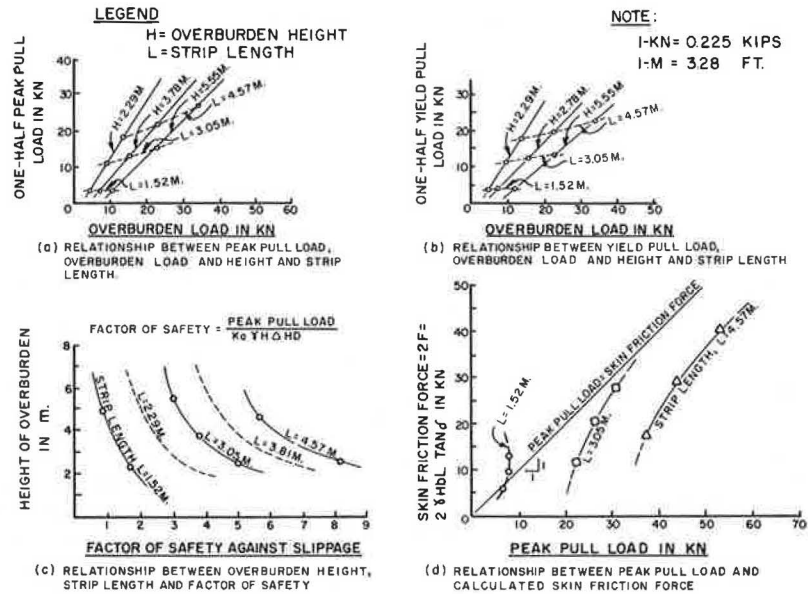 LEGEND
H= OVERBURDEN HEIGHT
L= STRIP LENGTH
NOTE:
1-KN= 0.225 KIPS
1-M = 3.28 FT.
ONE-HALF PEAK PULL
LOAD IN KN
40
30
20
10
0
H=2.29M.
H=3.78M.
H=5.55M.
L=4.57M.
L=3.05M.
L=1.52M.
0 10 20 30 40 50 60
OVERBURDEN LOAD IN KN
(a) RELATIONSHIP BETWEEN PEAK PULL LOAD,
OVERBURDEN LOAD AND HEIGHT AND STRIP
LENGTH.
ONE-HALF YIELD PULL
LOAD IN KN
30
20
10
0
H=2.29M.
H=2.78M.
H=5.55M.
L=4.57M.
L=3.05M.
L=1.52M.
10 20 30 40 50
OVERBURDEN LOAD IN KN
(b) RELATIONSHIP BETWEEN YIELD PULL LOAD,
OVERBURDEN LOAD AND HEIGHT AND STRIP LENGTH
FACTOR OF SAFETY = PEAK PULL LOAD
Ka γH Δ HD
HEIGHT OF OVERBURDEN
IN m.
8
6
4
2
STRIP LENGTH
L=1.52M.
L=2.29M.
L=3.05M.
L=3.81M.
L=4.57M.
1 2 3 4 5 6 7 8 9
FACTOR OF SAFETY AGAINST SLIPPAGE
(c) RELATIONSHIP BETWEEN OVERBURDEN HEIGHT,
STRIP LENGTH AND FACTOR OF SAFETY
SKIN FRICTION FORCE=2F=
2 γHbL TANδ IN KN
50
40
30
20
10
0
L=1.52M.
PEAK PULL LOAD=SKIN FRICTION FORCE
1
1
L=3.05M.
STRIP LENGTH, L=4.57M.
10 20 30 40 50 60 70
PEAK PULL LOAD IN KN
(d) RELATIONSHIP BETWEEN PEAK PULL LOAD AND
CALCULATED SKIN FRICTION FORCE